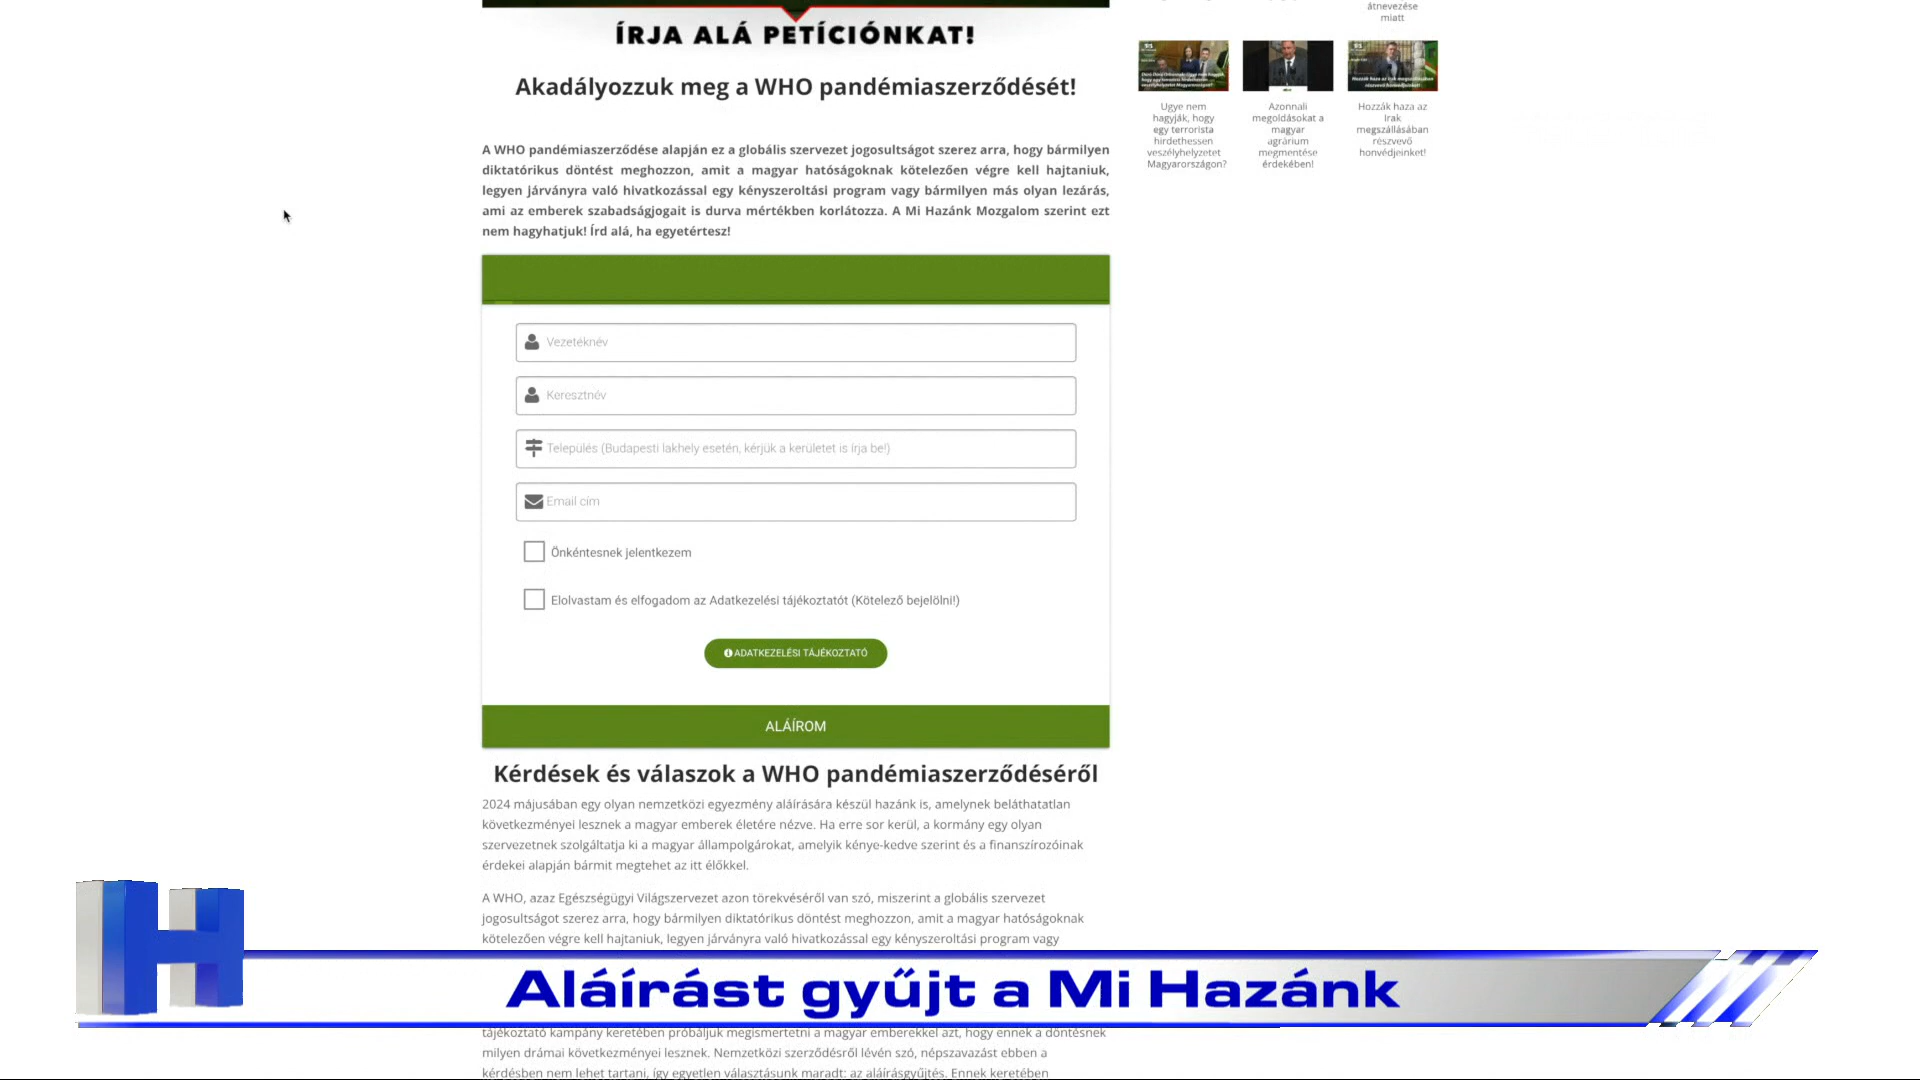 ÍRJA ALÁ PETÍCIÓNKAT!
Akadályozzuk meg a WHO pandémiaszerződését!
A WHO pandémiaszerződése alapján ez a globális szervezet jogosultságot szerez arra, hogy bármilyen
diktatórikus döntést meghozzon, amit a magyar hatóságoknak kötelezően végre kell hajtaniuk,
legyen járványra való hivatkozással egy kényszeroltási program vagy bármilyen más olyan lezárás,
ami az emberek szabadságjogait is durva mértékben korlátozza. A Mi Hazánk Mozgalom szerint ezt
nem hagyhatjuk! Írd alá, ha egyetértesz!
Vezetéknév
Keresztnév
Település (Budapesti lakhely esetén, kérjük a kerületet is írja be!)
Email cím
Önkéntesnek jelentkezem
Elolvastam és elfogadom az Adatkezelési tájékoztatót (Kötelező bejelölni!)
ADATKEZELÉSI TÁJÉKOZTATÓ
ALÁÍROM
Kérdések és válaszok a WHO pandémiaszerződéséről
2024 májusában egy olyan nemzetközi egyezmény aláírására készül hazánk is, amelynek beláthatatlan
következményei lesznek a magyar emberek életére nézve. Ha erre sor kerül, a kormány egy olyan
szervezetnek szolgáltatja ki a magyar állampolgárokat, amelyik kénye-kedve szerint és a finanszírozóinak
érdekei alapján bármit megtehet az itt élőkkel.
A WHO, azaz Egészségügyi Világszervezet azon törekvéséről van szó, miszerint a globális szervezet
jogosultságot szerez arra, hogy bármilyen diktatórikus döntést meghozzon, amit a magyar hatóságoknak
kötelezően végre kell hajtaniuk, legyen járványra való hivatkozással egy kényszeroltási program vagy
tájékoztató kampány keretében próbáljuk megismertetni a magyar emberekkel azt, hogy ennek a döntésnek
milyen drámai következményei lesznek. Nemzetközi szerződésről lévén szó, népszavazást ebben a
kérdésben nem lehet tartani, így egyetlen választásunk maradt: az aláírásgyűjtés. Ennek keretében
átnevezése
miatt
Ugye nem
hagyják, hogy
egy terrorista
hirdethessen
veszélyhelyzetet
Magyarországon?
Azonnali
megoldásokat a
magyar
agrárium
megmentése
érdekében!
Hozzák haza az
Irak
megszállásában
részvevő
honvédjeinket!
H
Aláírást gyűjt a Mi Hazánk